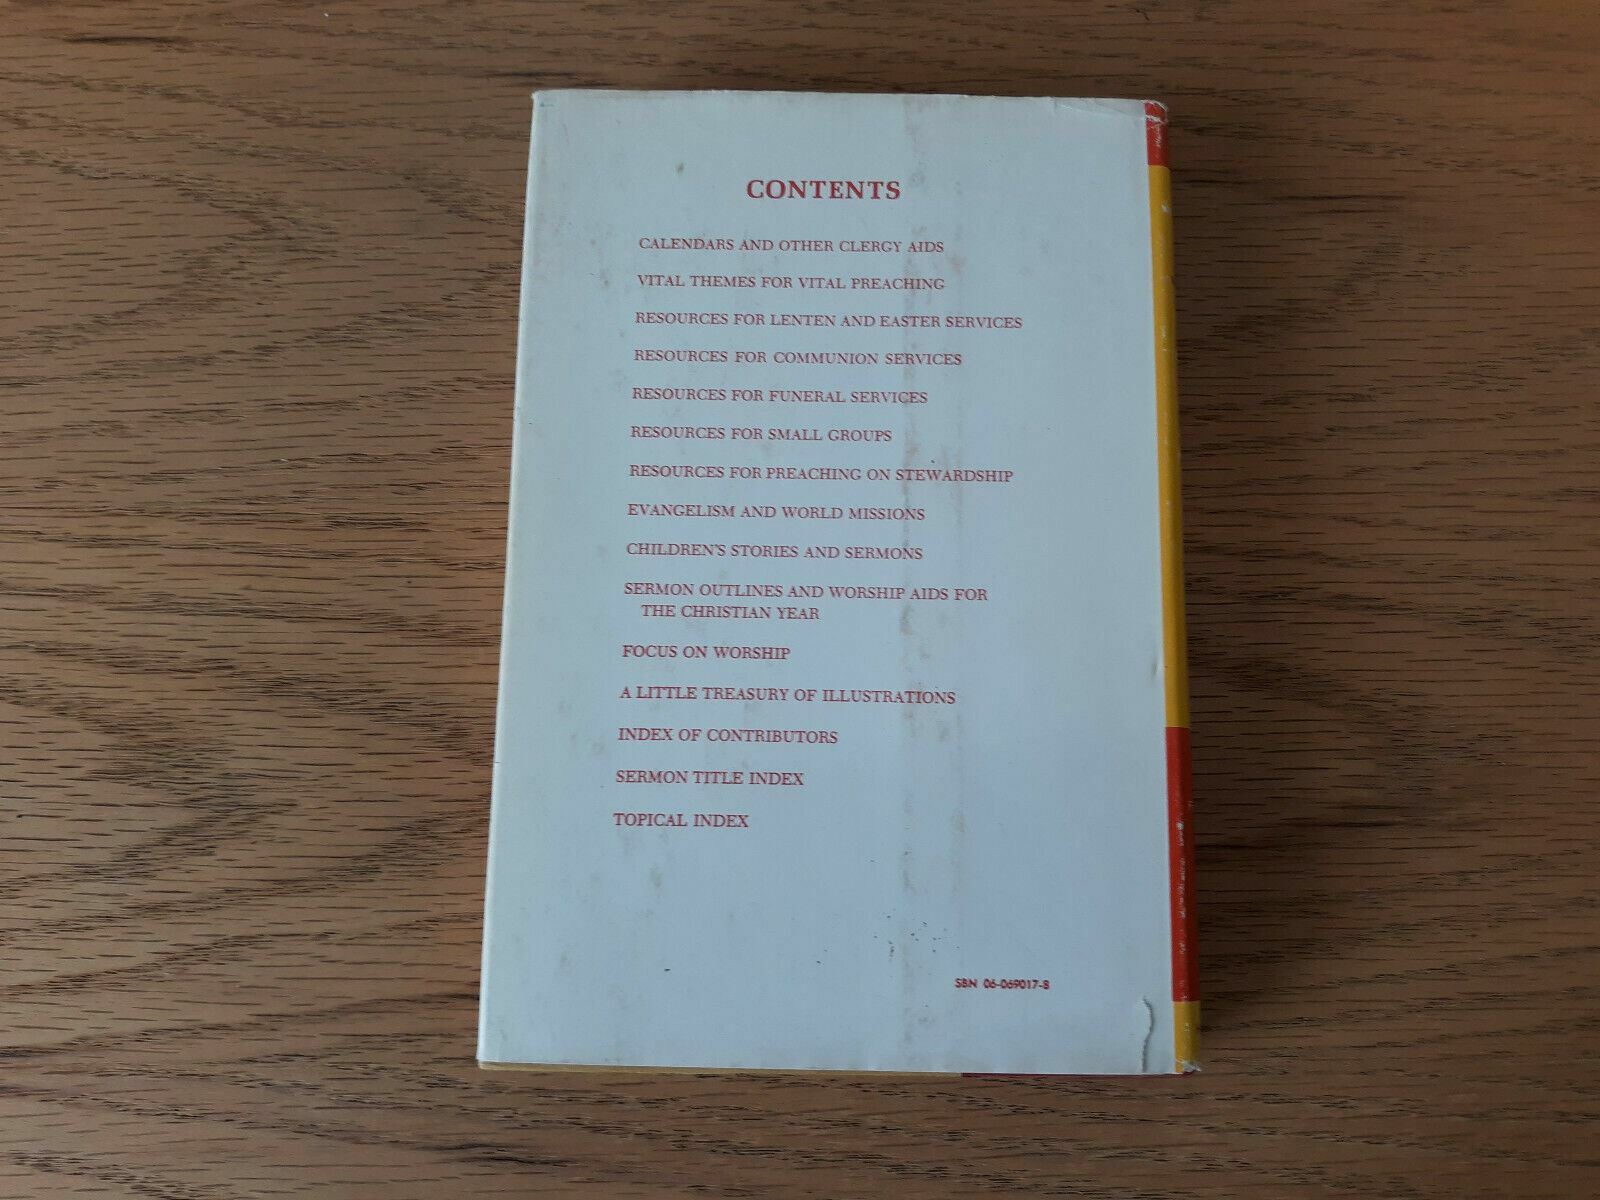 CONTENTS
CALENDARS AND OTHER CLERGY AIDS
VITAL THEMES FOR VITAL PREACHING
RESOURCES FOR LENTEN AND EASTER SERVICES
RESOURCES FOR COMMUNION SERVICES
RESOURCES FOR FUNERAL SERVICES
RESOURCES FOR SMALL GROUPS
RESOURCES FOR PREACHING ON STEWARDSHIP
EVANGELISM AND WORLD MISSIONS
CHILDREN'S STORIES AND SERMONS
SERMON OUTLINES AND WORSHIP AIDS FOR
THE CHRISTIAN YEAR
FOCUS ON WORSHIP
A LITTLE TREASURY OF ILLUSTRATIONS
INDEX OF CONTRIBUTORS
SERMON TITLE INDEX
TOPICAL INDEX
SBN 06-069017-8